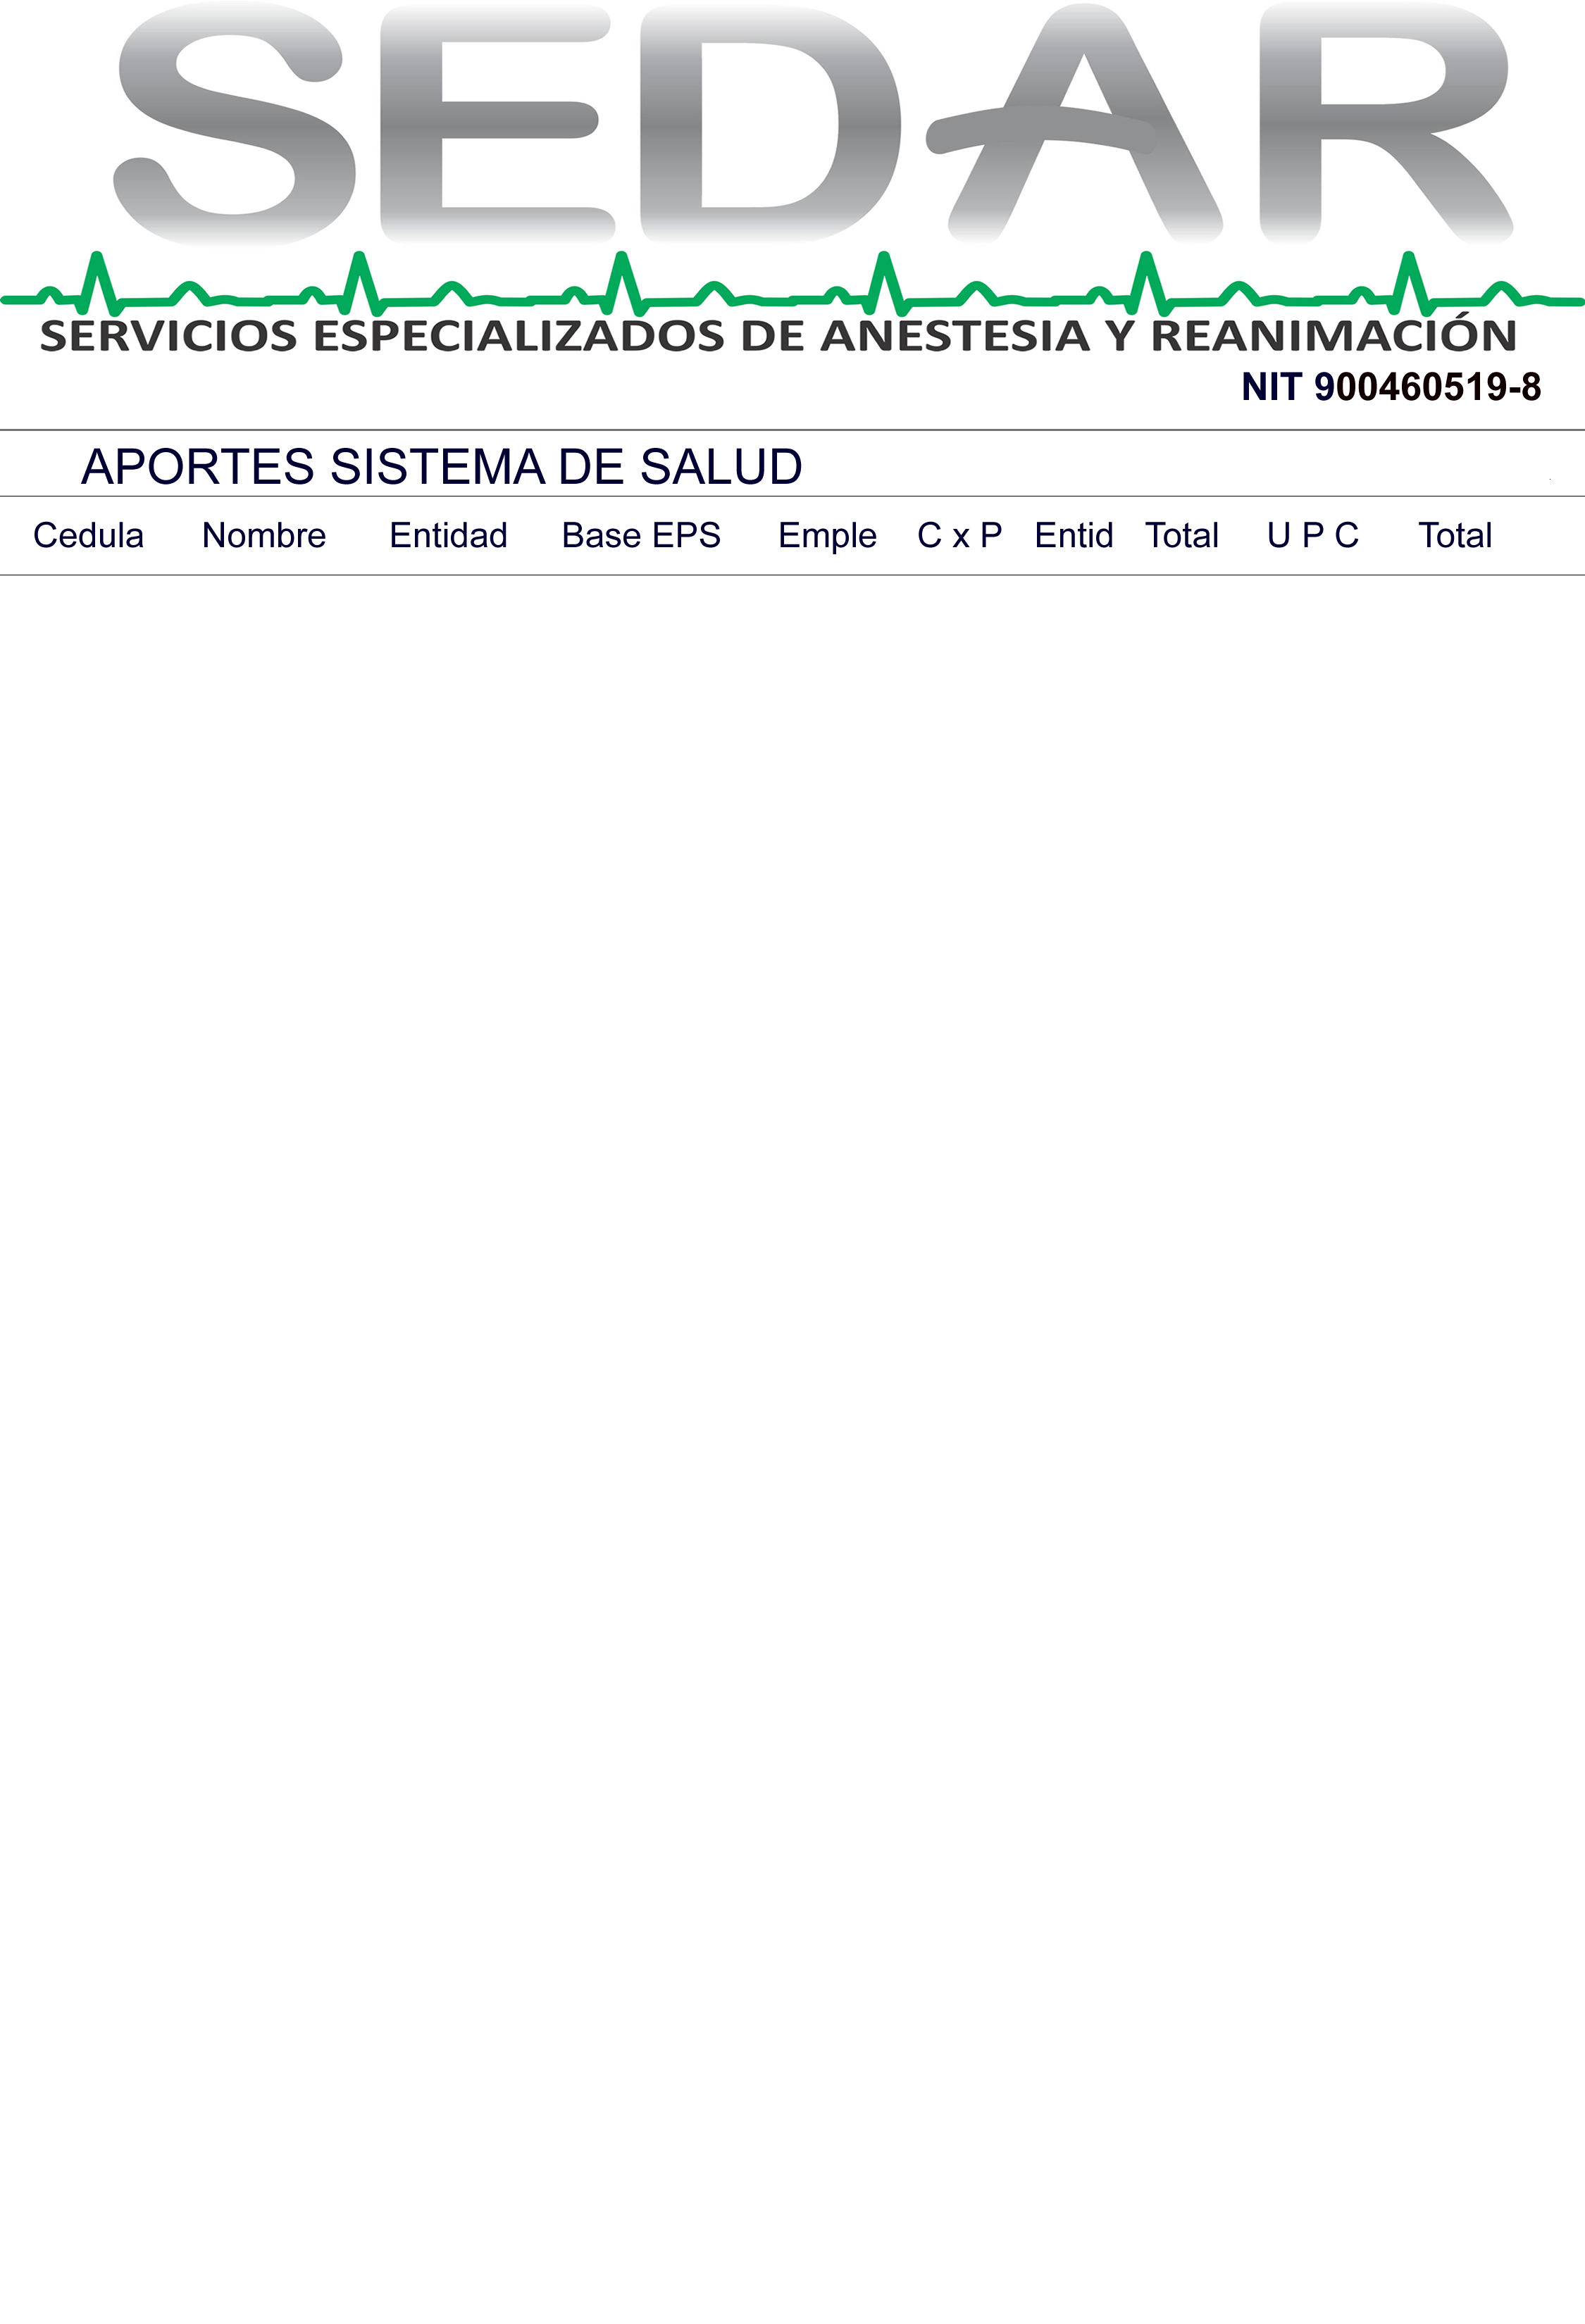 SEDAR
SERVICIOS ESPECIALIZADOS DE ANESTESIA Y REANIMACIÓN
NIT 900460519-8
APORTES SISTEMA DE SALUD
Cedula Nombre Entidad Base EPS Emple C x P Entid Total U P C Total